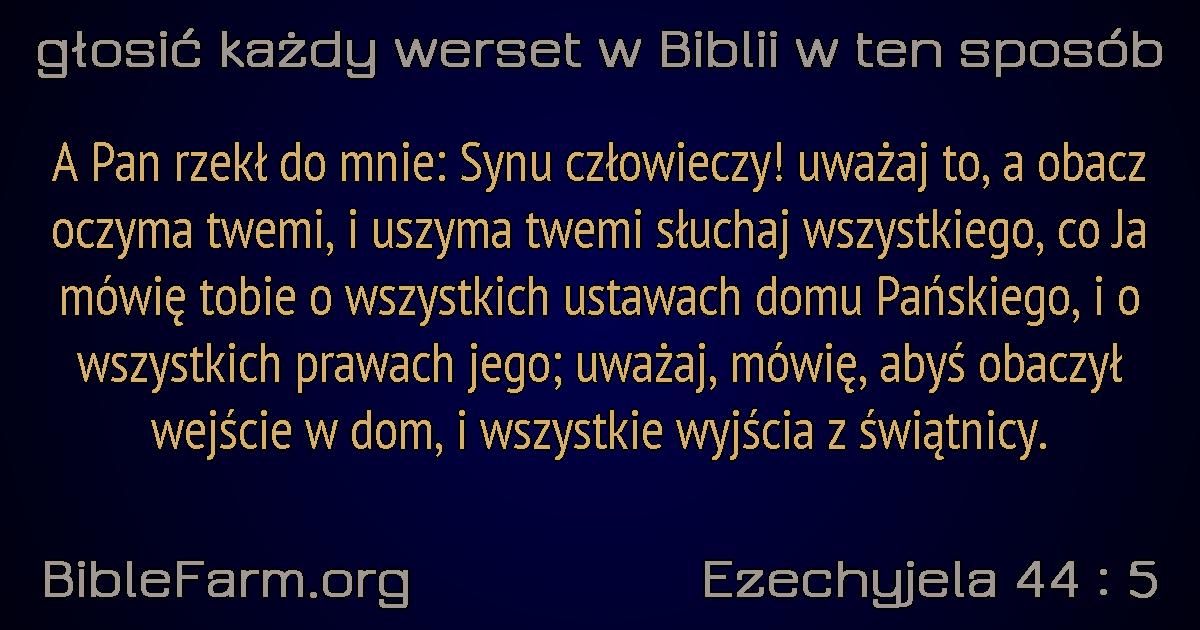 głosić każdy werset w Biblii w ten sposób
A Pan rzekł do mnie: Synu człowieczy! uważaj to, a obacz
oczyma twemi, i uszyma twemi słuchaj wszystkiego, co Ja
mówię tobie o wszystkich ustawach domu Pańskiego, i o
wszystkich prawach jego; uważaj, mówię, abyś obaczył
wejście w dom, i wszystkie wyjścia z świątnicy.
BibleFarm.org
Ezechyjela 44 : 5